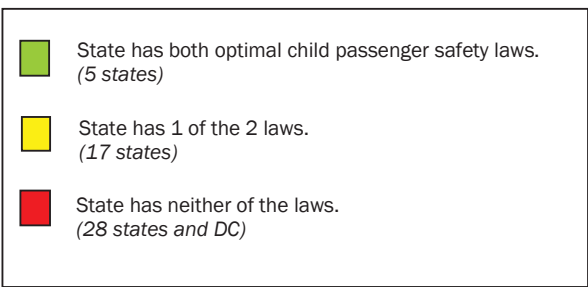 State has both optimal child passenger safety laws.
(5 states)
State has 1 of the 2 laws.
(17 states)
State has neither of the laws.
(28 states and DC)